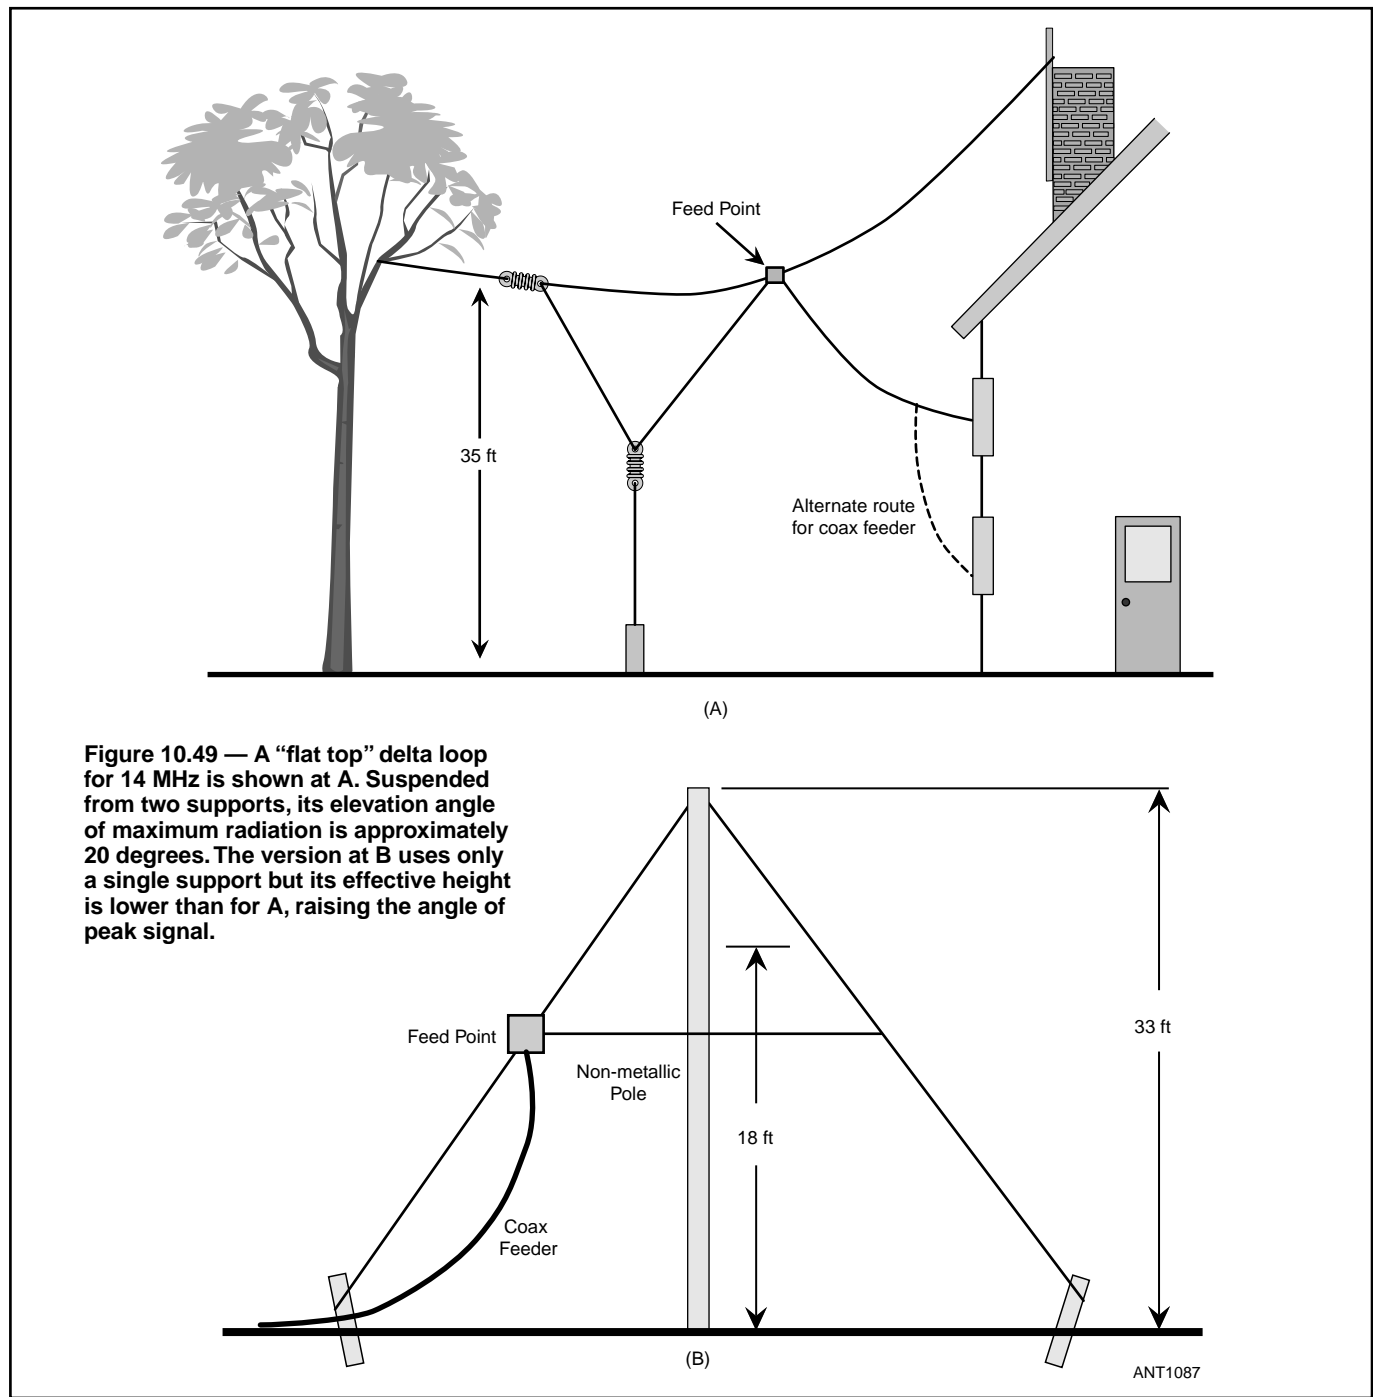 Feed Point
35 ft
Alternate route
for coax feeder
(A)
Figure 10.49 — A “flat top” delta loop
for 14 MHz is shown at A. Suspended
from two supports, its elevation angle
of maximum radiation is approximately
20 degrees. The version at B uses only
a single support but its effective height
is lower than for A, raising the angle of
peak signal.
Feed Point
Non-metallic
Pole
33 ft
18 ft
Coax
Feeder
(B)
ANT1087